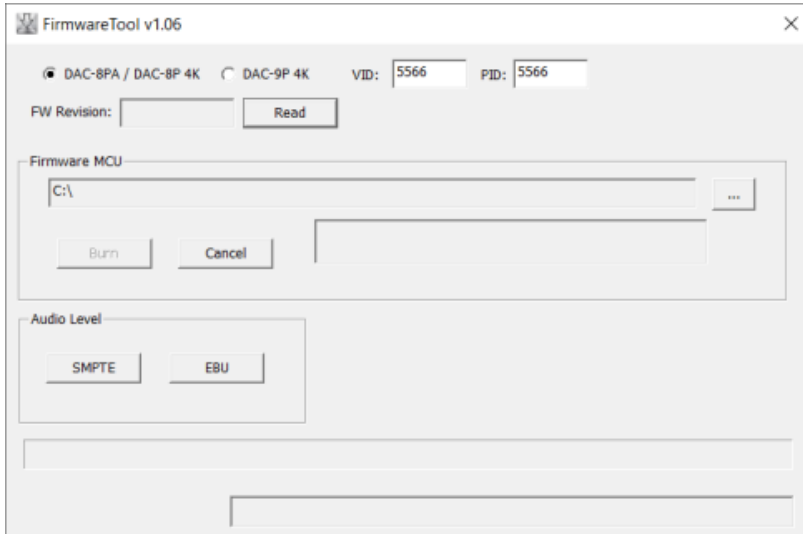 FirmwareTool v1.06
DAC-8PA / DAC-8P 4K DAC-9P 4K VID: 5566 PID: 5566
FW Revision: Read
Firmware MCU
C:\
...
Burn Cancel
Audio Level
SMPTE EBU